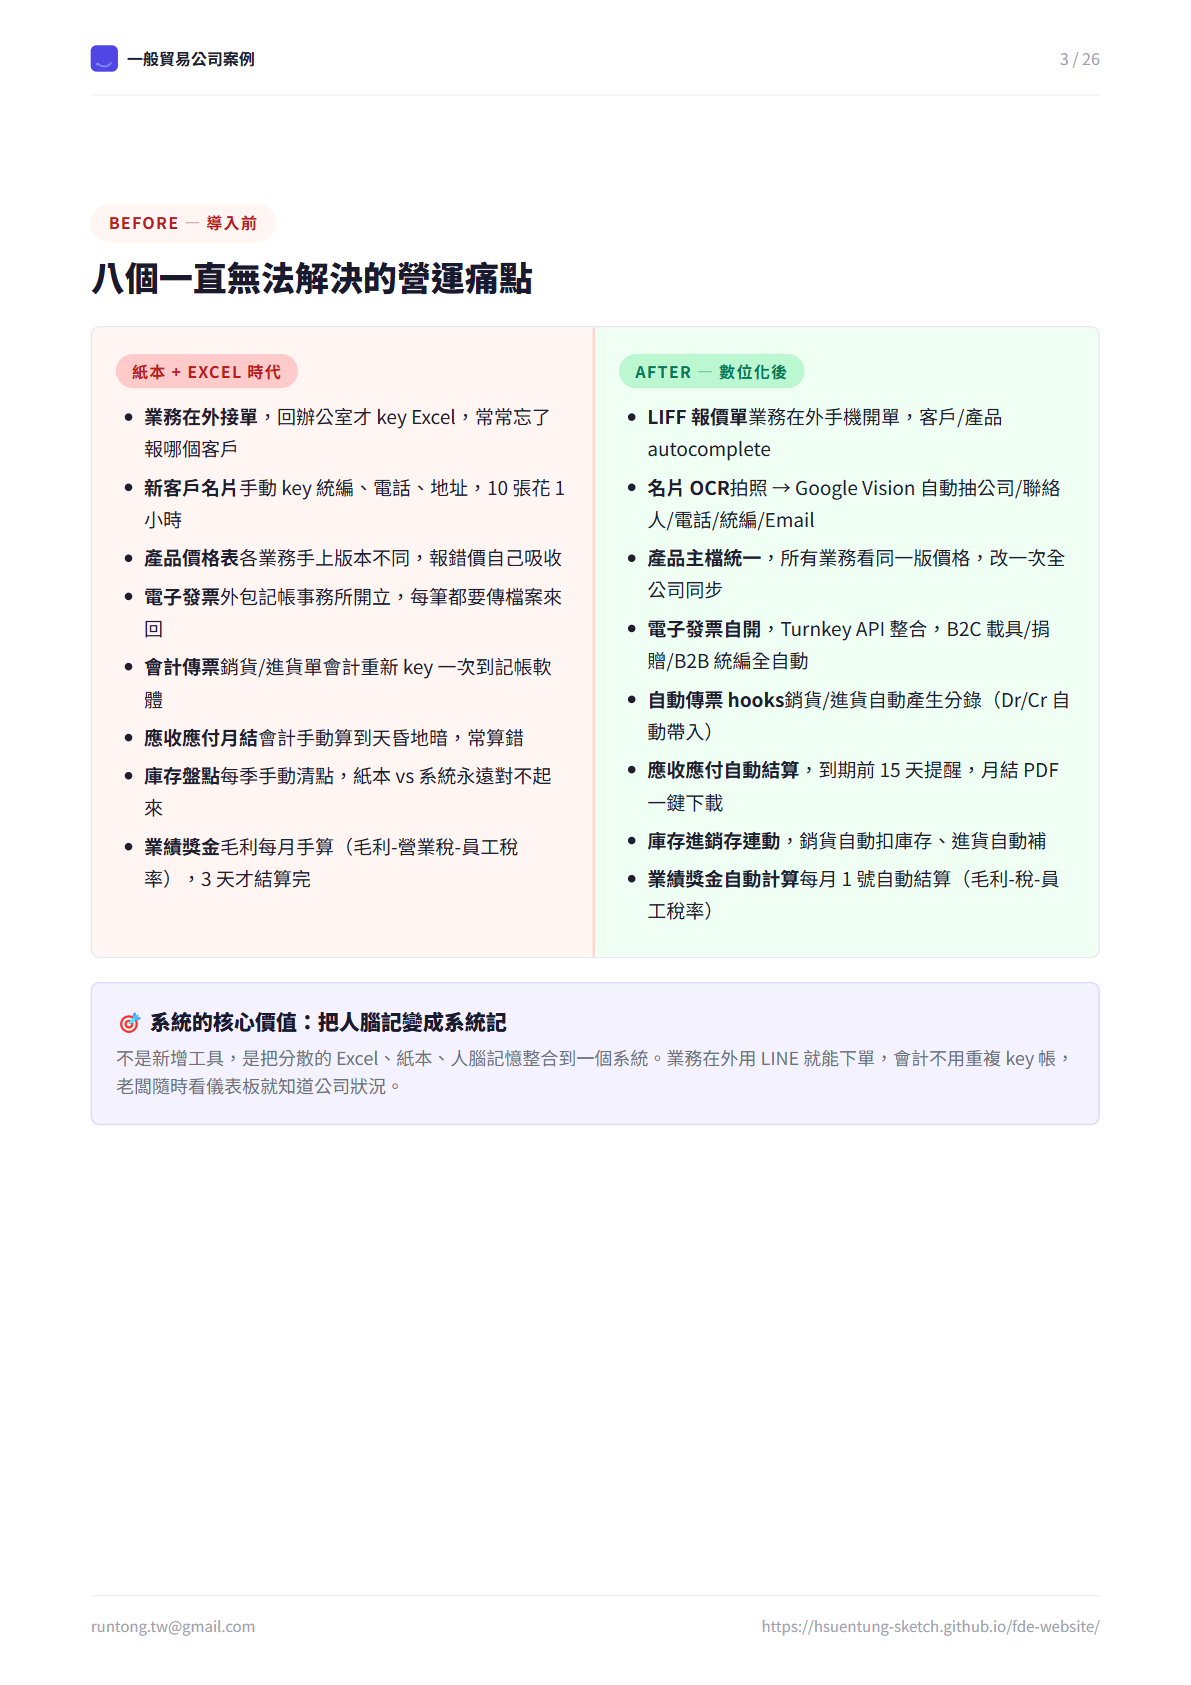 一般貿易公司案例
3 / 26
BEFORE — 導入前
八個一直無法解決的營運痛點
紙本 + EXCEL 時代
• 業務在外接單，回辦公室才 key Excel，常常忘了
報哪個客戶
• 新客戶名片手動 key 統編、電話、地址，10 張花 1
小時
• 產品價格表各業務手上版本不同，報錯價自己吸收
• 電子發票外包記帳事務所開立，每筆都要傳檔案來
回
• 會計傳票銷貨/進貨單會計重新 key 一次到記帳軟
體
• 應收應付月結會計手動算到天昏地暗，常算錯
• 庫存盤點每季手動清點，紙本 vs 系統永遠對不起
來
• 業績獎金毛利每月手算（毛利-營業稅-員工稅
率），3 天才結算完
AFTER — 數位化後
• LIFF 報價單業務在外手機開單，客戶/產品
autocomplete
• 名片 OCR拍照 → Google Vision 自動抽公司/聯絡
人/電話/統編/Email
• 產品主檔統一，所有業務看同一版價格，改一次全
公司同步
• 電子發票自開，Turnkey API 整合，B2C 載具/捐
贈/B2B 統編全自動
• 自動傳票 hooks銷貨/進貨自動產生分錄（Dr/Cr 自
動帶入）
• 應收應付自動結算，到期前 15 天提醒，月結 PDF
一鍵下載
• 庫存進銷存連動，銷貨自動扣庫存、進貨自動補
• 業績獎金自動計算每月 1 號自動結算（毛利-稅-員
工稅率）
🎯 系統的核心價值：把人腦記變成系統記
不是新增工具，是把分散的 Excel、紙本、人腦記憶整合到一個系統。業務在外用 LINE 就能下單，會計不用重複 key 帳，
老闆隨時看儀表板就知道公司狀況。
runtong.tw@gmail.com
https://hsuentung-sketch.github.io/fde-website/